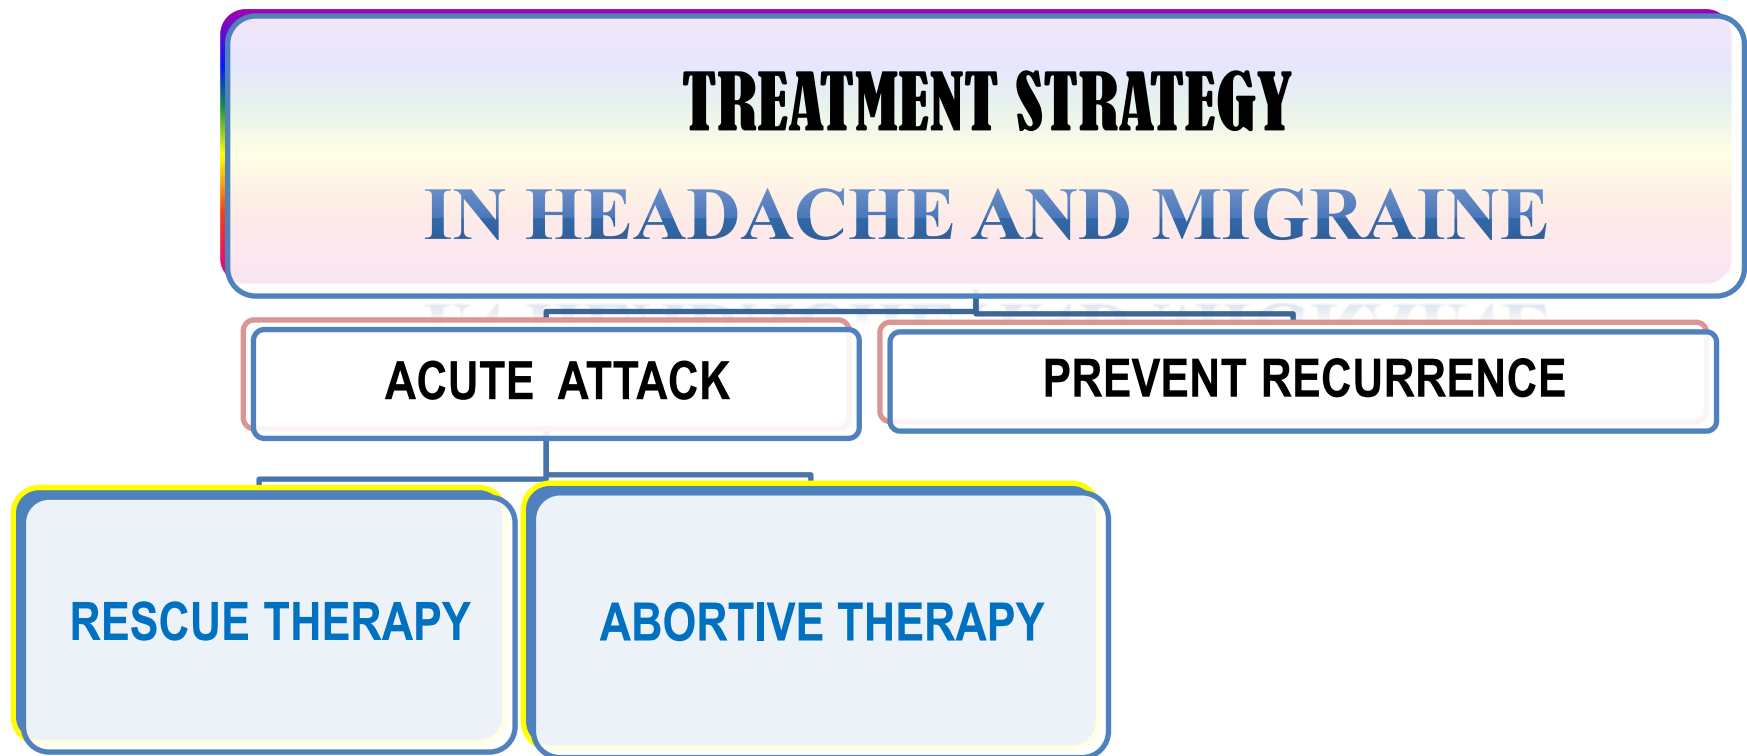 TREATMENT STRATEGY
IN HEADACHE AND MIGRAINE
ACUTE ATTACK
PREVENT RECURRENCE
RESCUE THERAPY
ABORTIVE THERAPY